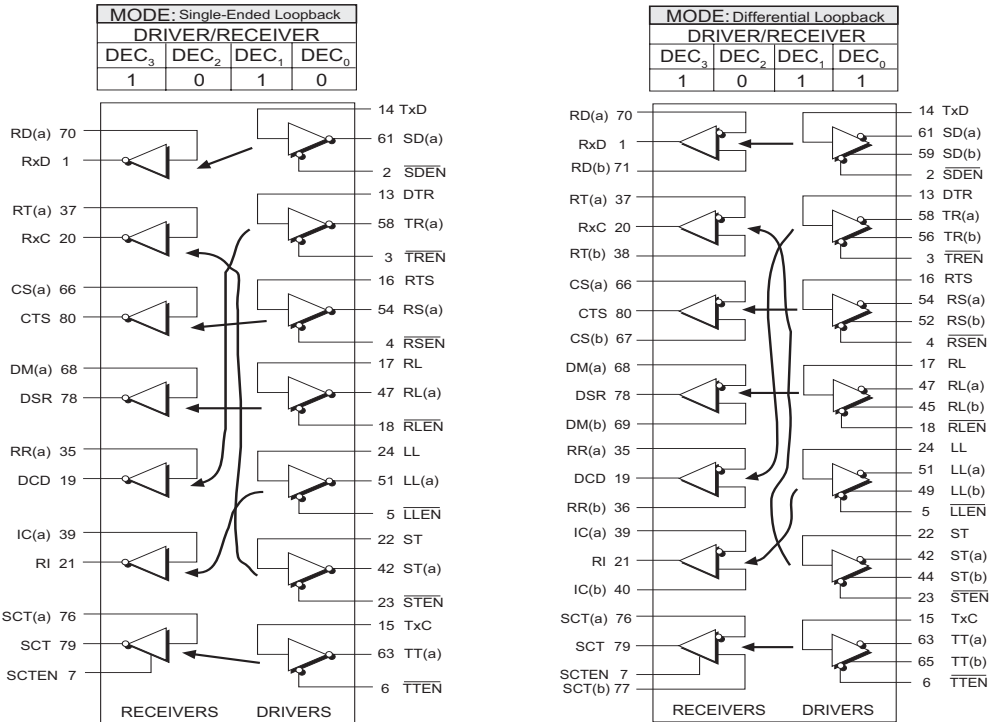 MODE: Single-Ended Loopback
DRIVER/RECEIVER
DEC3 DEC2 DEC1 DEC0
1 0 1 0
14 TxD
RD(a) 70
61 SD(a)
RxD 1
2 SDEN
13 DTR
RT(a) 37
58 TR(a)
RxC 20
3 TREN
16 RTS
CS(a) 66
54 RS(a)
CTS 80
4 RSEN
17 RL
DM(a) 68
47 RL(a)
DSR 78
18 RLEN
24 LL
RR(a) 35
51 LL(a)
DCD 19
5 LLEN
22 ST
IC(a) 39
42 ST(a)
RI 21
23 STEN
15 TxC
SCT(a) 76
63 TT(a)
SCT 79
SCTEN 7
6 TTEN
RECEIVERS DRIVERS
MODE: Differential Loopback
DRIVER/RECEIVER
DEC3 DEC2 DEC1 DEC0
1 0 1 1
14 TxD
RD(a) 70
61 SD(a)
RxD 1
59 SD(b)
RD(b) 71
2 SDEN
13 DTR
RT(a) 37
58 TR(a)
RxC 20
56 TR(b)
RT(b) 38
3 TREN
16 RTS
CS(a) 66
54 RS(a)
CTS 80
52 RS(b)
CS(b) 67
4 RSEN
17 RL
DM(a) 68
47 RL(a)
DSR 78
45 RL(b)
DM(b) 69
18 RLEN
24 LL
RR(a) 35
51 LL(a)
DCD 19
49 LL(b)
RR(b) 36
5 LLEN
22 ST
IC(a) 39
42 ST(a)
RI 21
44 ST(b)
IC(b) 40
23 STEN
15 TxC
SCT(a) 76
63 TT(a)
SCT 79
65 TT(b)
SCTEN 7
6 TTEN
SCT(b) 77
RECEIVERS DRIVERS